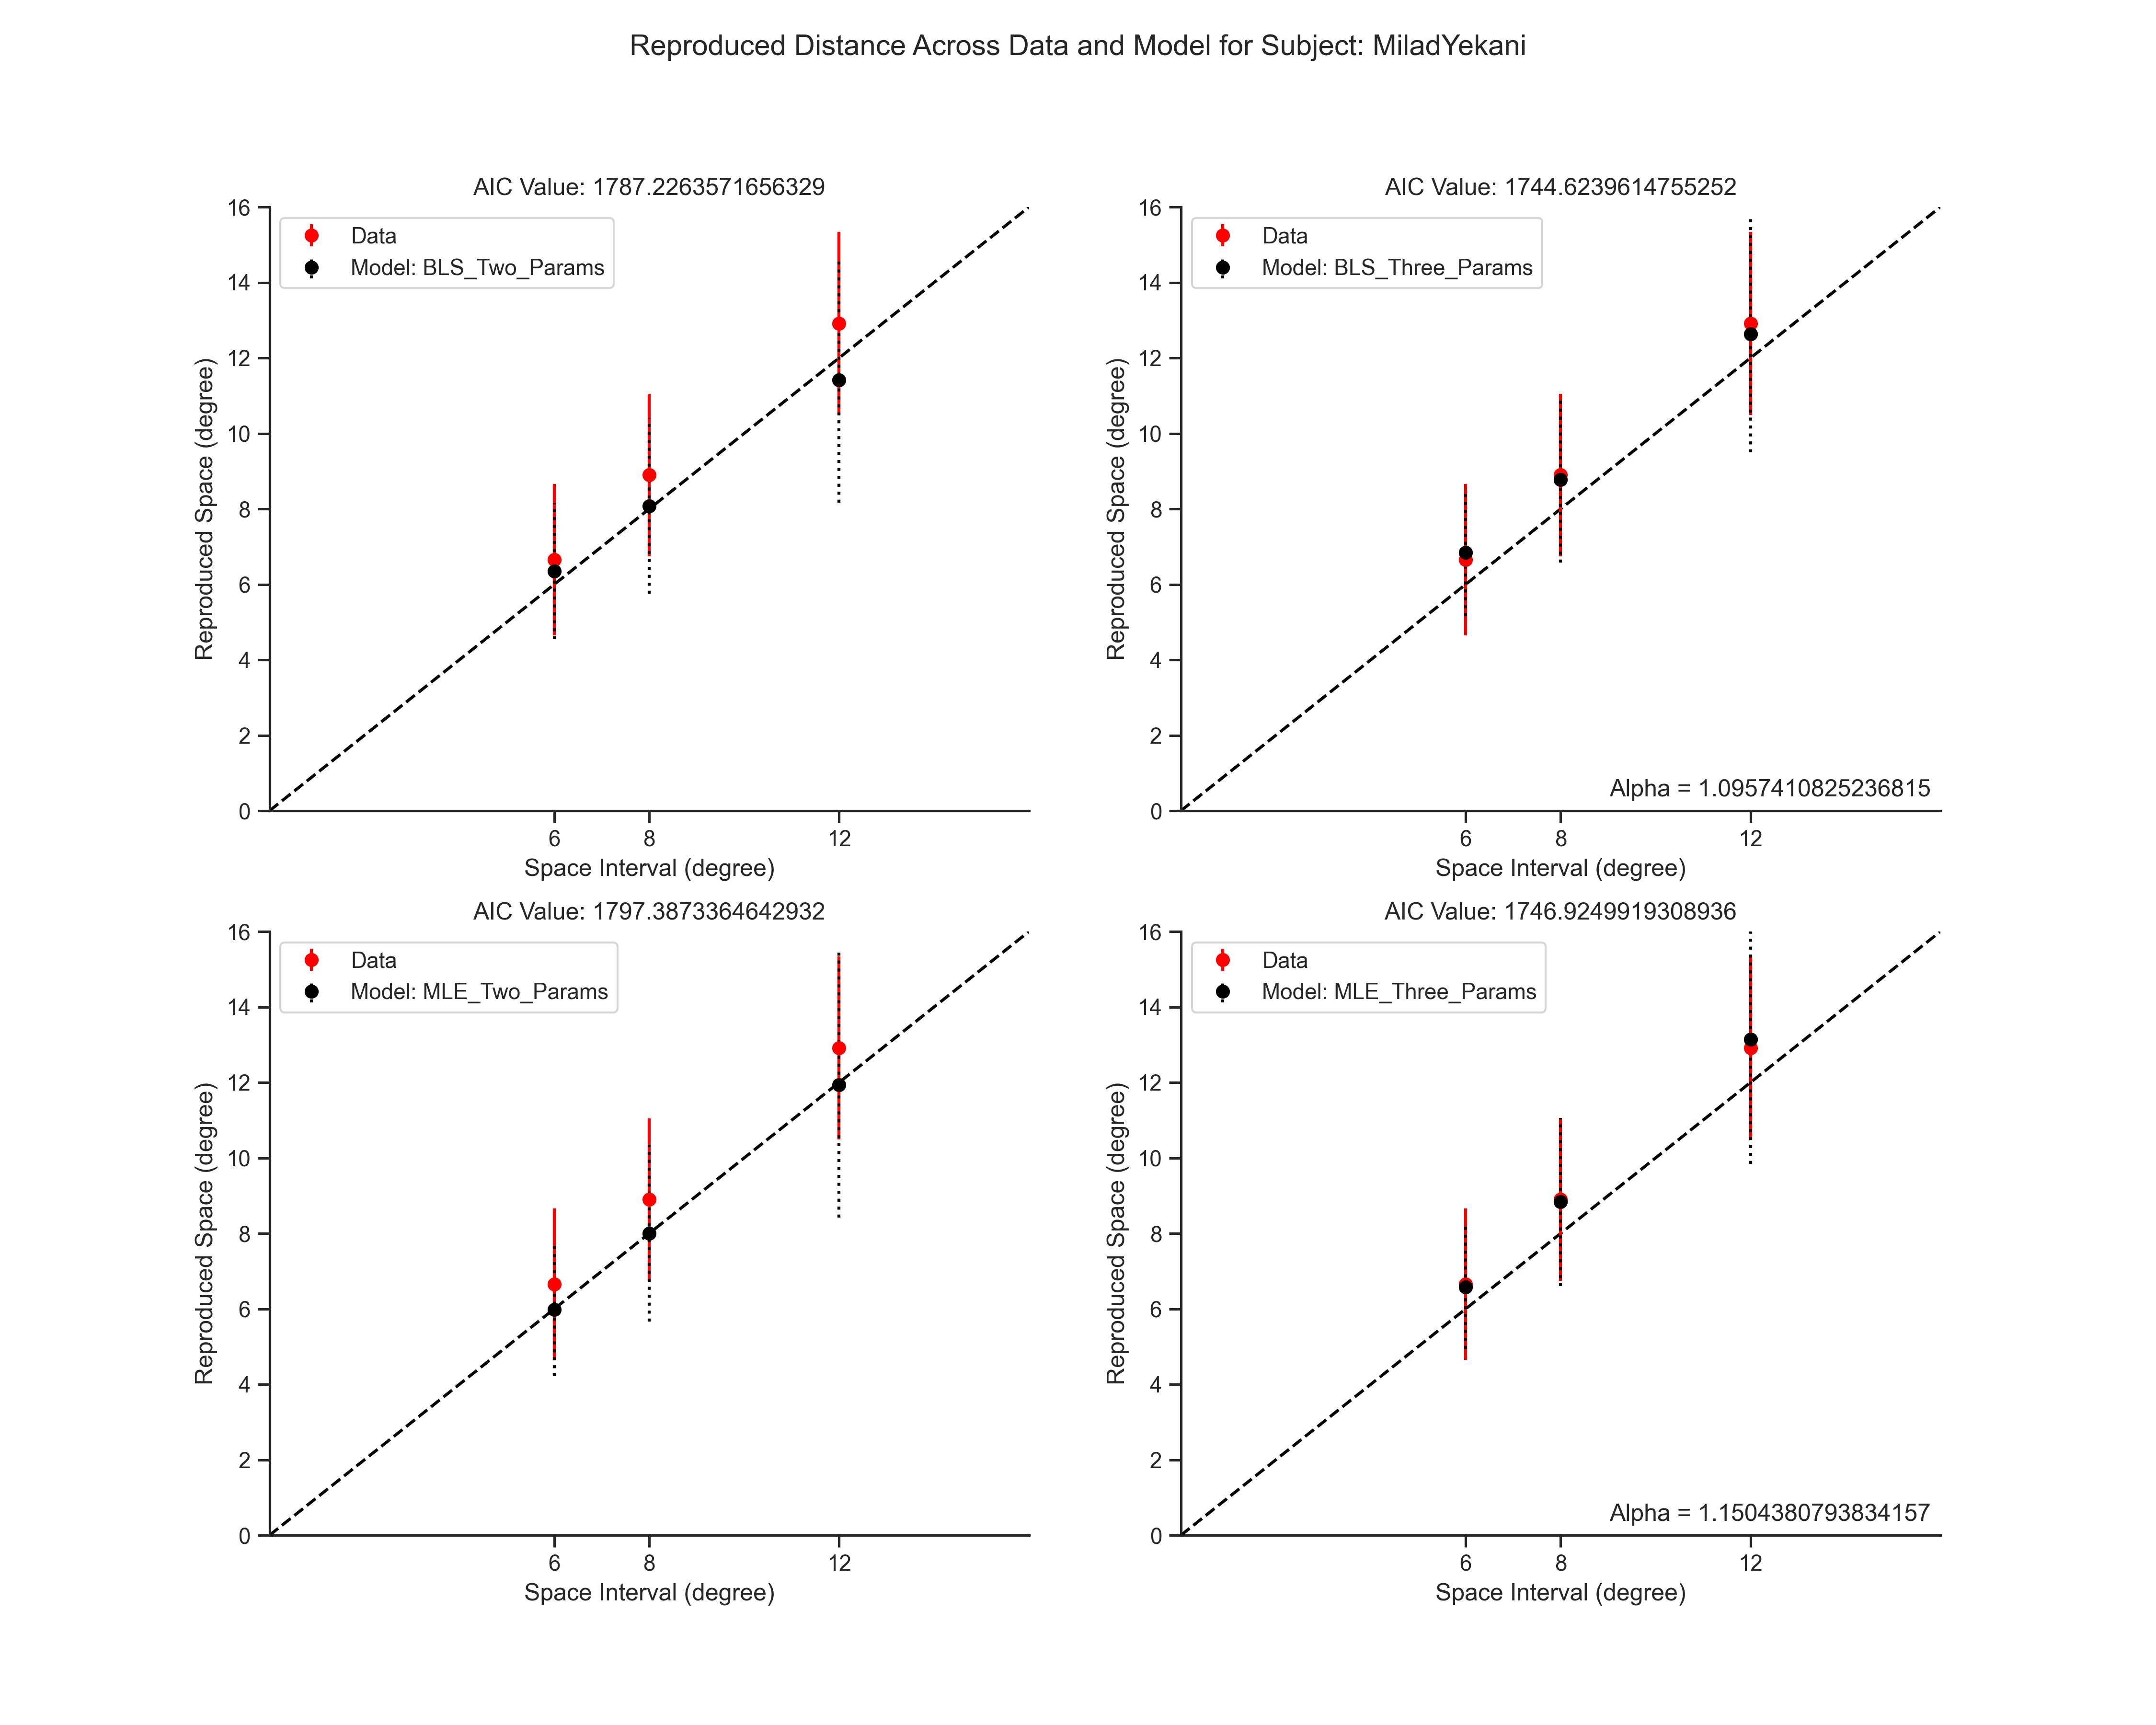 Reproduced Distance Across Data and Model for Subject: MiladYekani
AIC Value: 1787.2263571656329
16
14
12
10
8
6
4
2
0
Reproduced Space (degree)
Data
Model: BLS_Two_Params
6 8 12
Space Interval (degree)
AIC Value: 1744.6239614755252
16
14
12
10
8
6
4
2
0
Reproduced Space (degree)
Data
Model: BLS_Three_Params
Alpha = 1.0957410825236815
6 8 12
Space Interval (degree)
AIC Value: 1797.3873364642932
16
14
12
10
8
6
4
2
0
Reproduced Space (degree)
Data
Model: MLE_Two_Params
6 8 12
Space Interval (degree)
AIC Value: 1746.9249919308936
16
14
12
10
8
6
4
2
0
Reproduced Space (degree)
Data
Model: MLE_Three_Params
Alpha = 1.1504380793834157
6 8 12
Space Interval (degree)